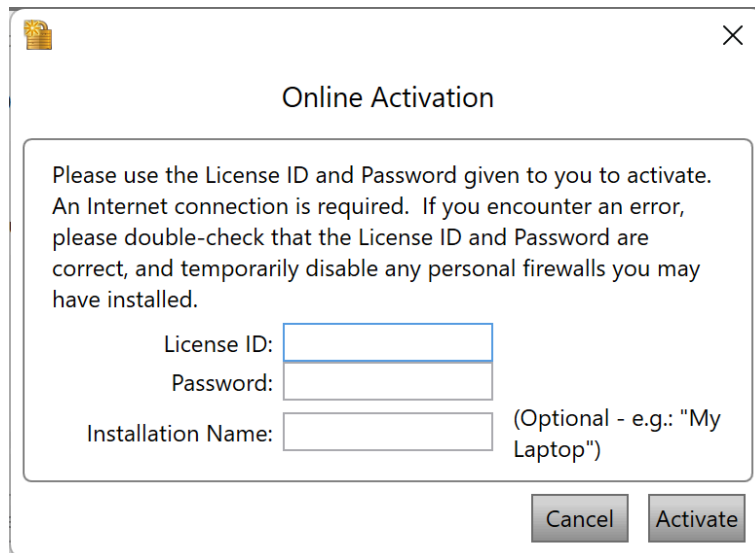 Online Activation
Please use the License ID and Password given to you to activate.
An Internet connection is required.  If you encounter an error,
please double-check that the License ID and Password are
correct, and temporarily disable any personal firewalls you may
have installed.
License ID:
Password:
Installation Name:
(Optional - e.g.: "My
Laptop")
Cancel
Activate